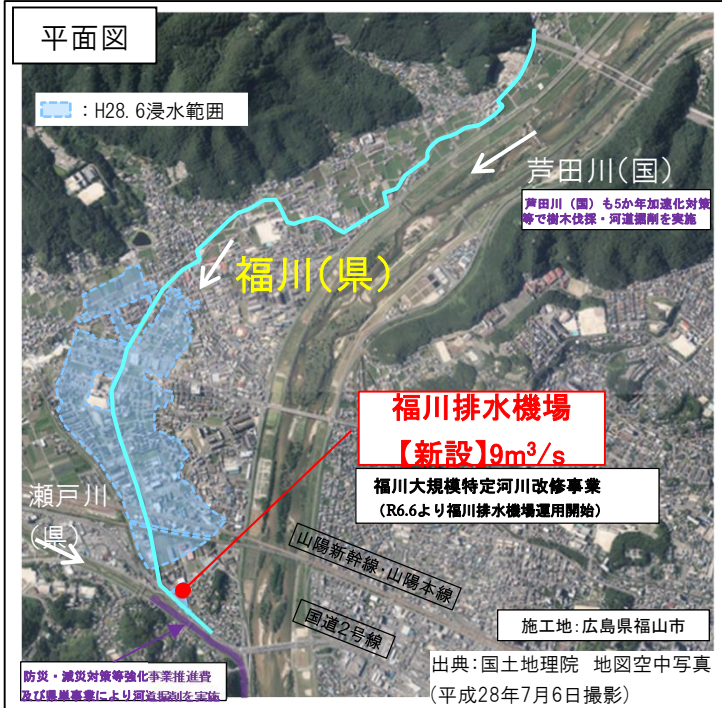 平面図
：H28.6浸水範囲
芦田川(国)
芦田川（国）も5か年加速化対策
等で樹木伐採・河道掘削を実施
福川(県)
福川排水機場
【新設】9m³/s
福川大規模特定河川改修事業
（R6.6より福川排水機場運用開始）
瀬戸川
(県)
山陽新幹線・山陽本線
国道2号線
施工地：広島県福山市
防災・減災対策等強化事業推進費
及び県単事業により河道掘削を実施
出典：国土地理院 地図空中写真
(平成28年7月6日撮影)